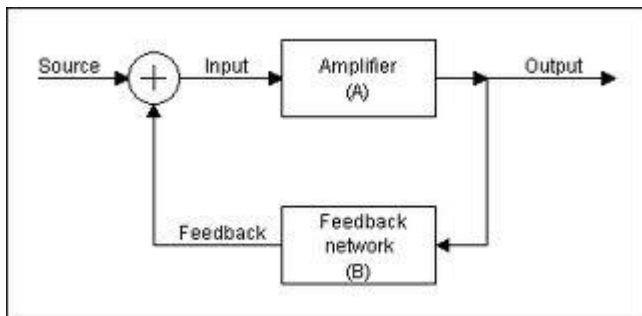 Source
Input
Amplifier
(A)
Output
Feedback
Feedback
network
(B)